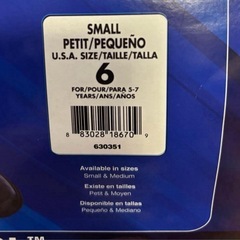 SMALL
PETIT/PEQUEÑO
U.S.A. SIZE/TAILLE/TALLA
6
FOR/POUR/PARA 5-7
YEARS/ANS/AÑOS
8 83028 18670 9
630351
Available in sizes
Small & Medium
Existe en tailles
Petit & Moyen
Disponible en tallas
Pequeño & Mediano
TM